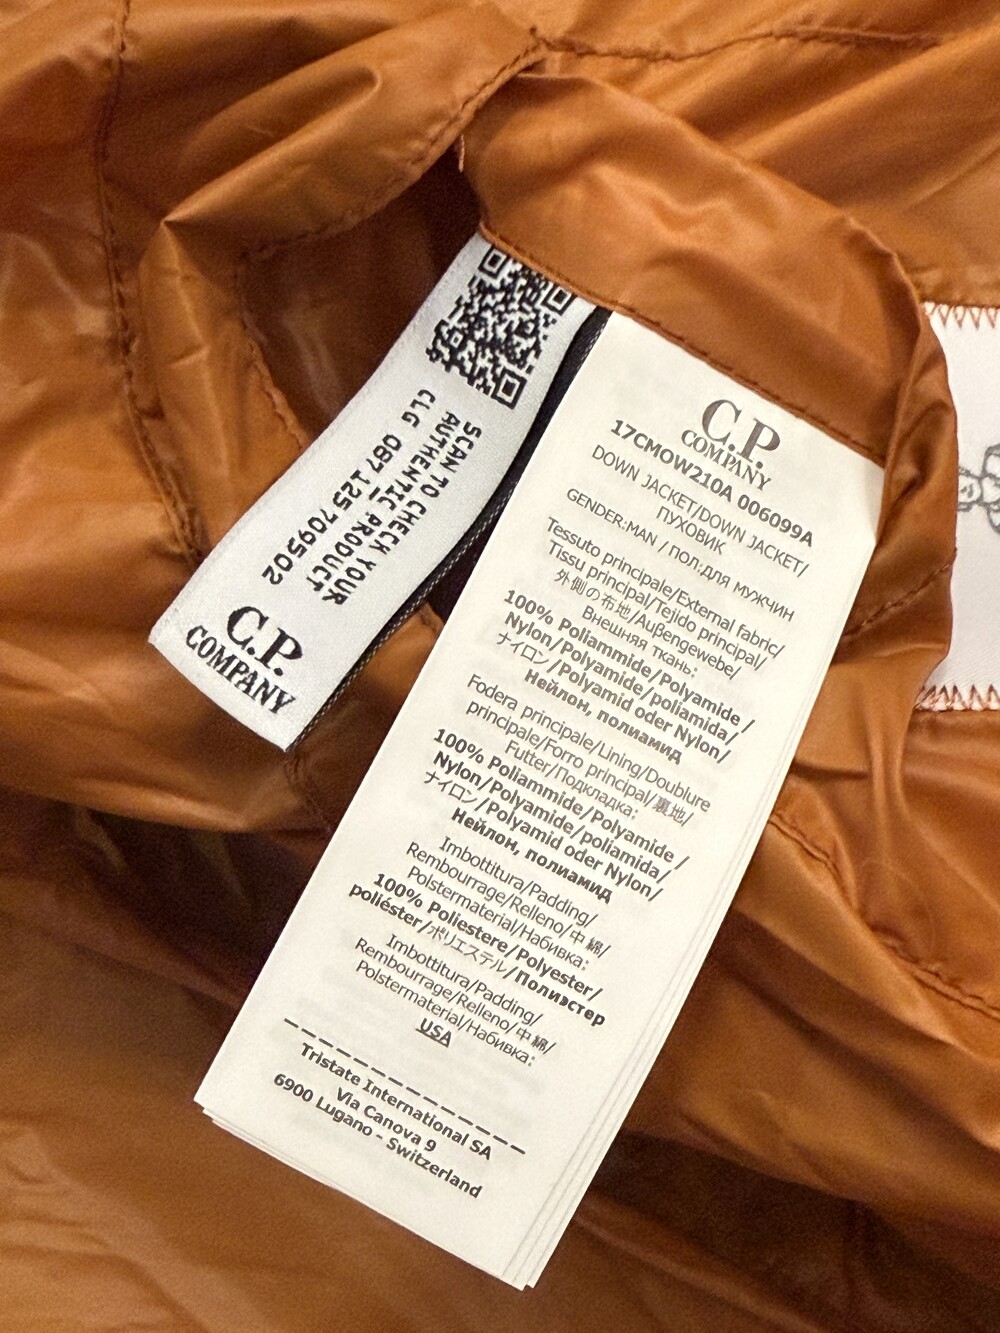 SCAN TO CHECK YOUR
AUTHENTIC PRODUCT
CLG 087 125 709502
C.P.
COMPANY
C.P.
COMPANY
17CMOW210A 006099A
DOWN JACKET/DOWN JACKET/
ПУХОВИК
GENDER:MAN / ПОЛ:ДЛЯ МУЖЧИН
Tessuto principale/External fabric/
Tissu principal/Tejido principal/
外側の布地/Außengewebe/
Внешняя ткань:
100% Poliammide/Polyamide /
Nylon/Polyamide/poliamida/
ナイロン/Polyamid oder Nylon/
Нейлон, полиамид
Fodera principale/Lining/Doublure
principale/Forro principal/裏地/
Futter/Подкладка:
100% Poliammide/Polyamide /
Nylon/Polyamide/poliamida/
ナイロン/Polyamid oder Nylon/
Нейлон, полиамид
Imbottitura/Padding/
Rembourrage/Relleno/中綿/
Polstermaterial/Набивка:
100% Poliestere/Polyester/
poliéster/ポリエステル/Полиэстер
Imbottitura/Padding/
Rembourrage/Relleno/中綿/
Polstermaterial/Набивка:
USA
Tristate International SA
Via Canova 9
6900 Lugano - Switzerland